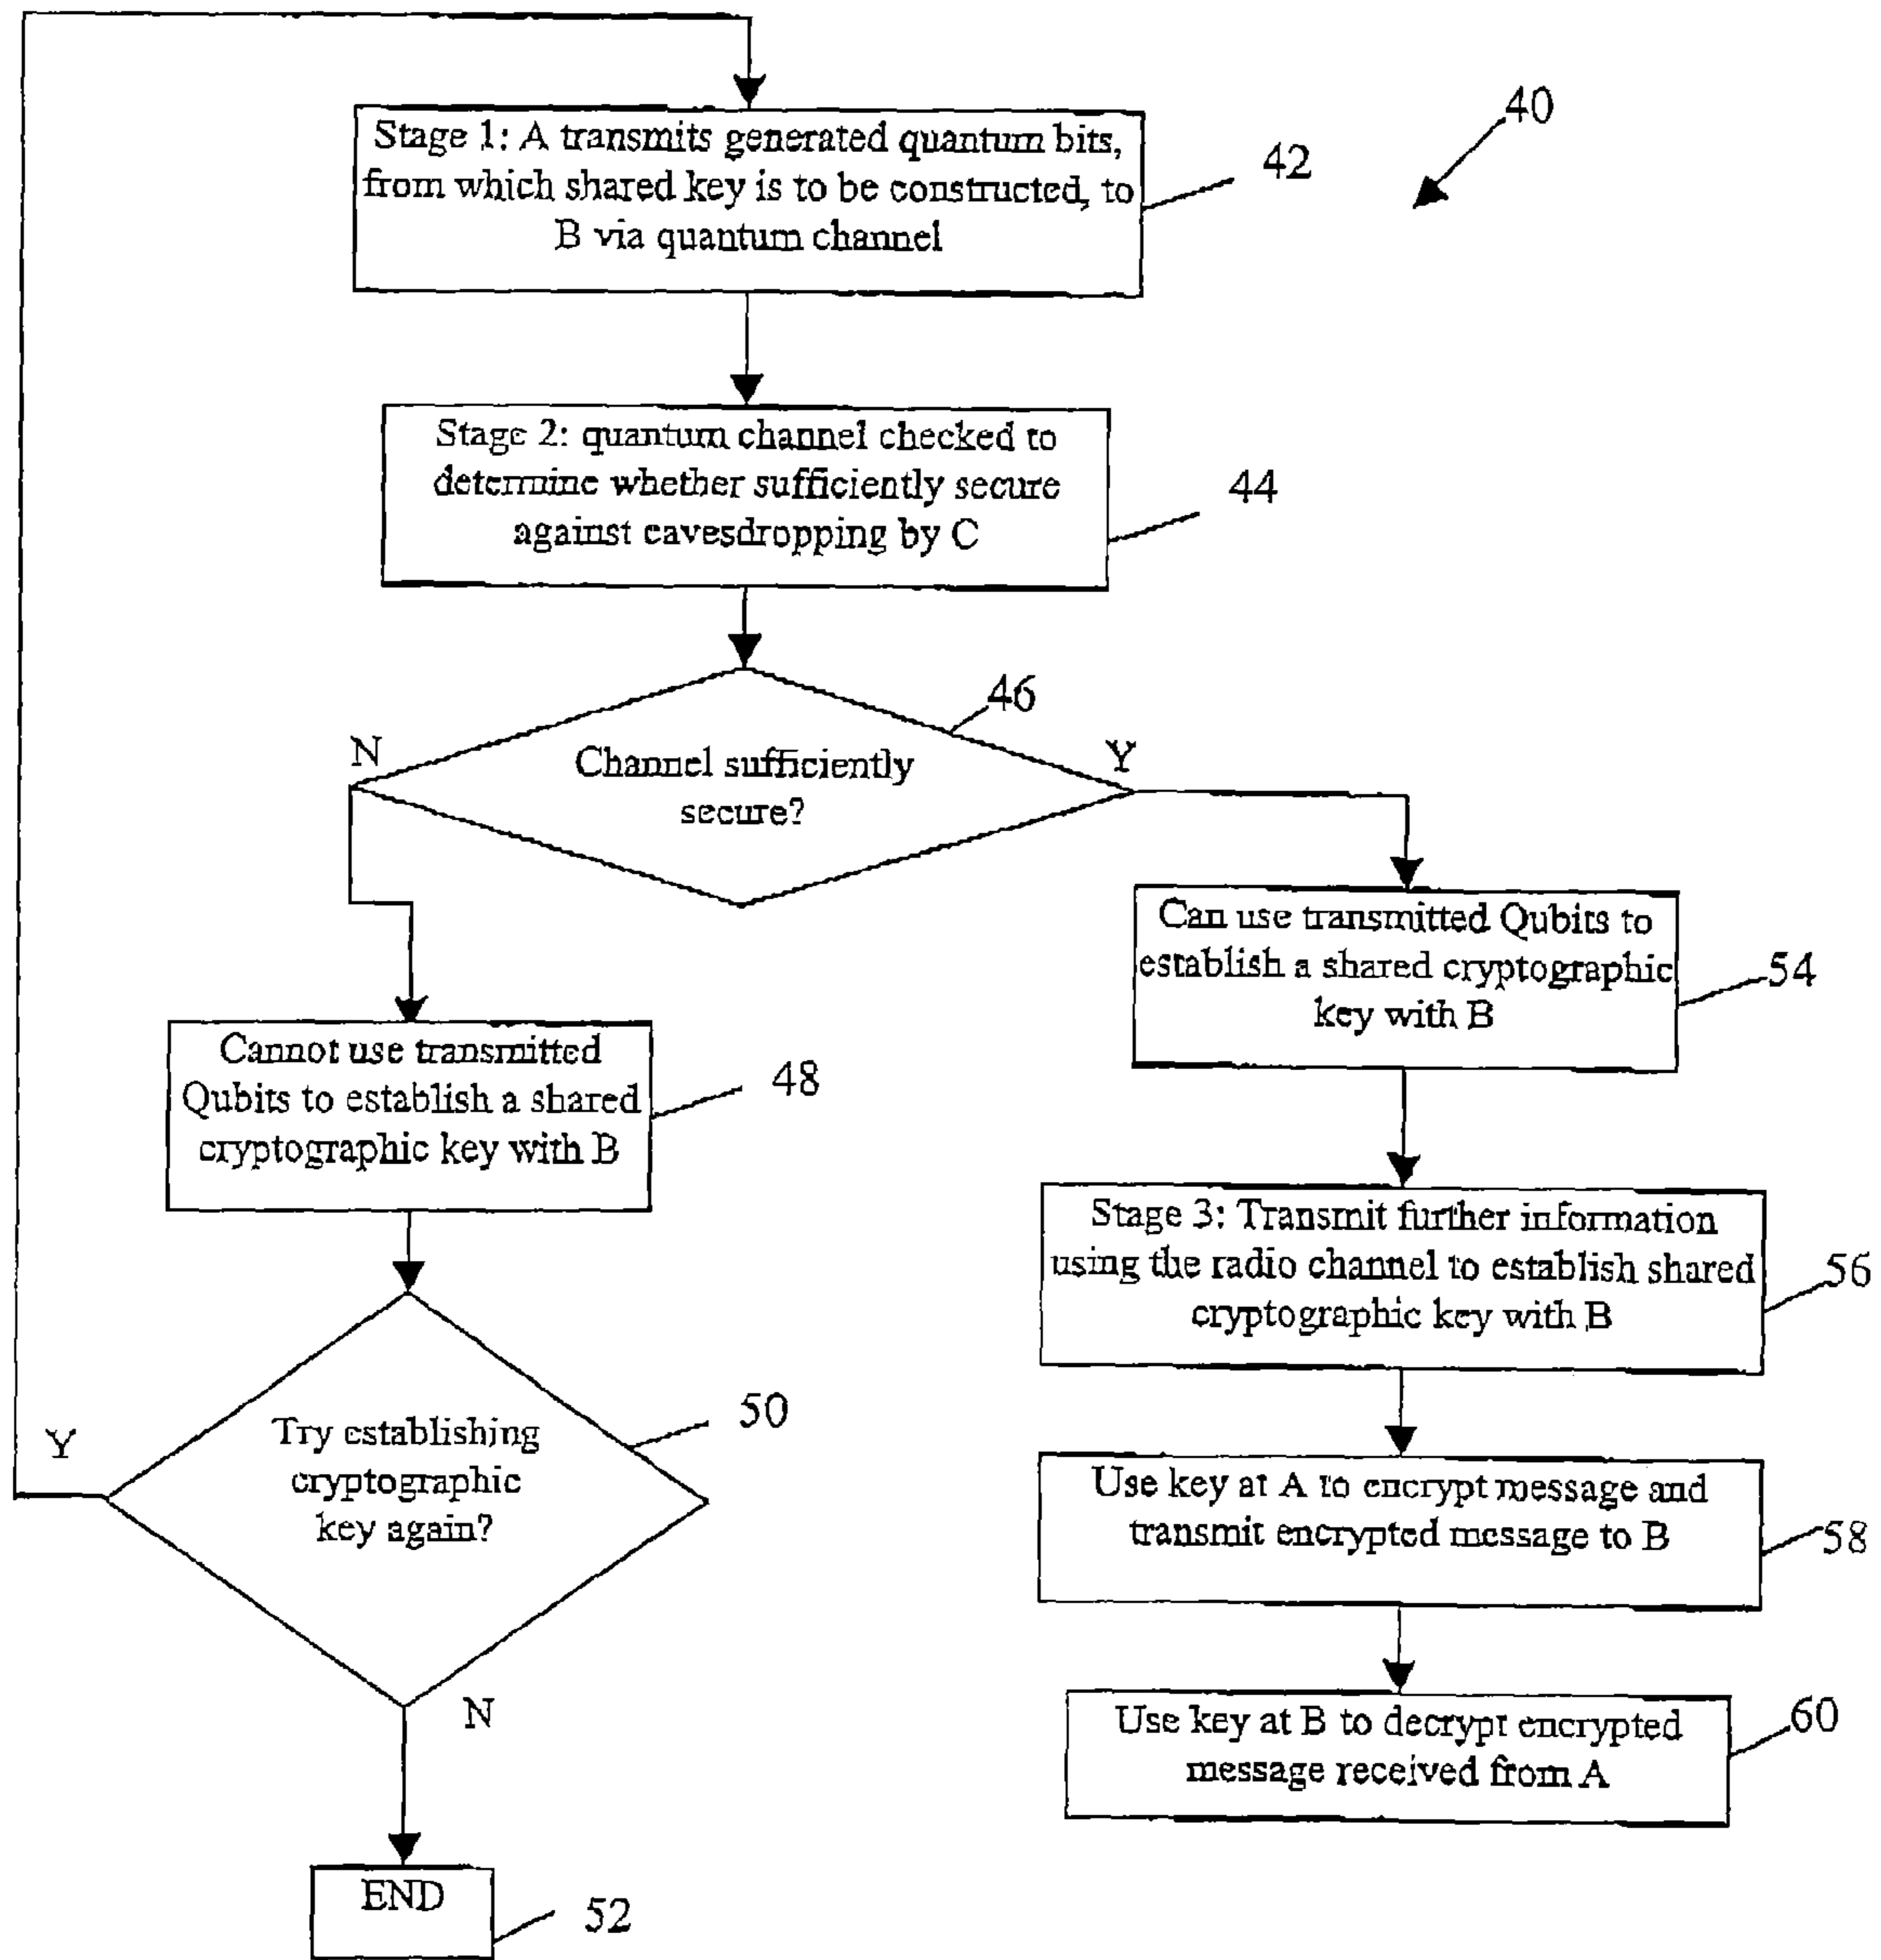 40
Stage 1: A transmits generated quantum bits,
from which shared key is to be constructed, to
B via quantum channel
42
Stage 2: quantum channel checked to
determine whether sufficiently secure
against eavesdropping by C
44
46
N
Y
Channel sufficiently
secure?
Can use transmitted Qubits to
establish a shared cryptographic
key with B
54
Cannot use transmitted
Qubits to establish a shared
cryptographic key with B
48
Stage 3: Transmit further information
using the radio channel to establish shared
cryptographic key with B
56
Try establishing
cryptographic
key again?
50
Y
N
Use key at A to encrypt message and
transmit encrypted message to B
58
Use key at B to decrypt encrypted
message received from A
60
END
52